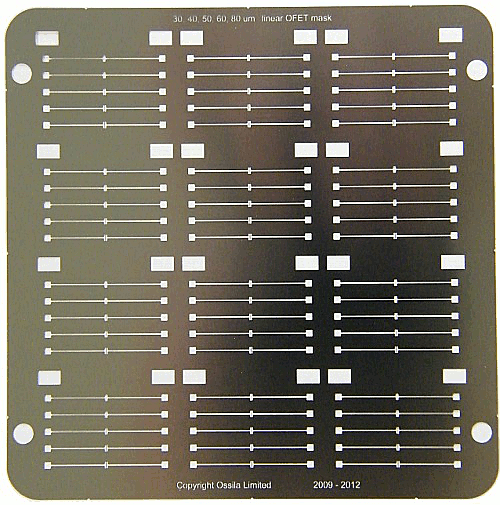 30, 40, 50, 60, 80 um linear OFET mask
Copyright Ossila Limited 2009 - 2012